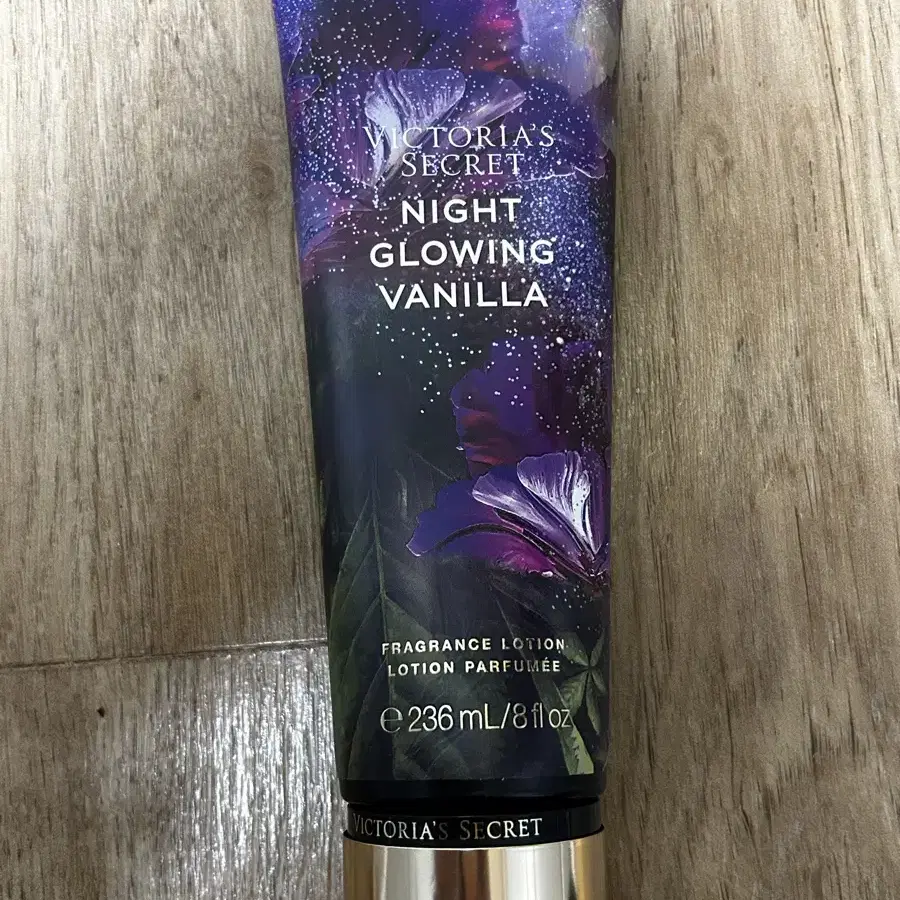 VICTORIA'S
SECRET
NIGHT
GLOWING
VANILLA
FRAGRANCE LOTION
LOTION PARFUMÉE
℮ 236 mL/8 fl oz
VICTORIA'S SECRET